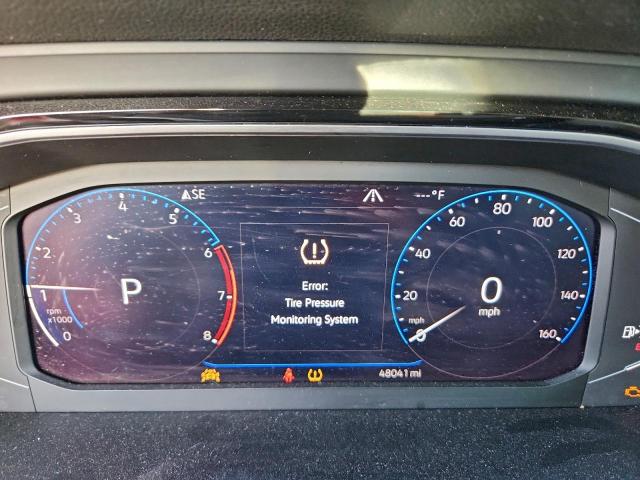 SE
---°F
4
3 5
2 6
1 7
0 8
P
rpm
x1000
Error:
Tire Pressure
Monitoring System
80
60 100
40 120
20 140
0 160
mph
0
mph
48041 mi